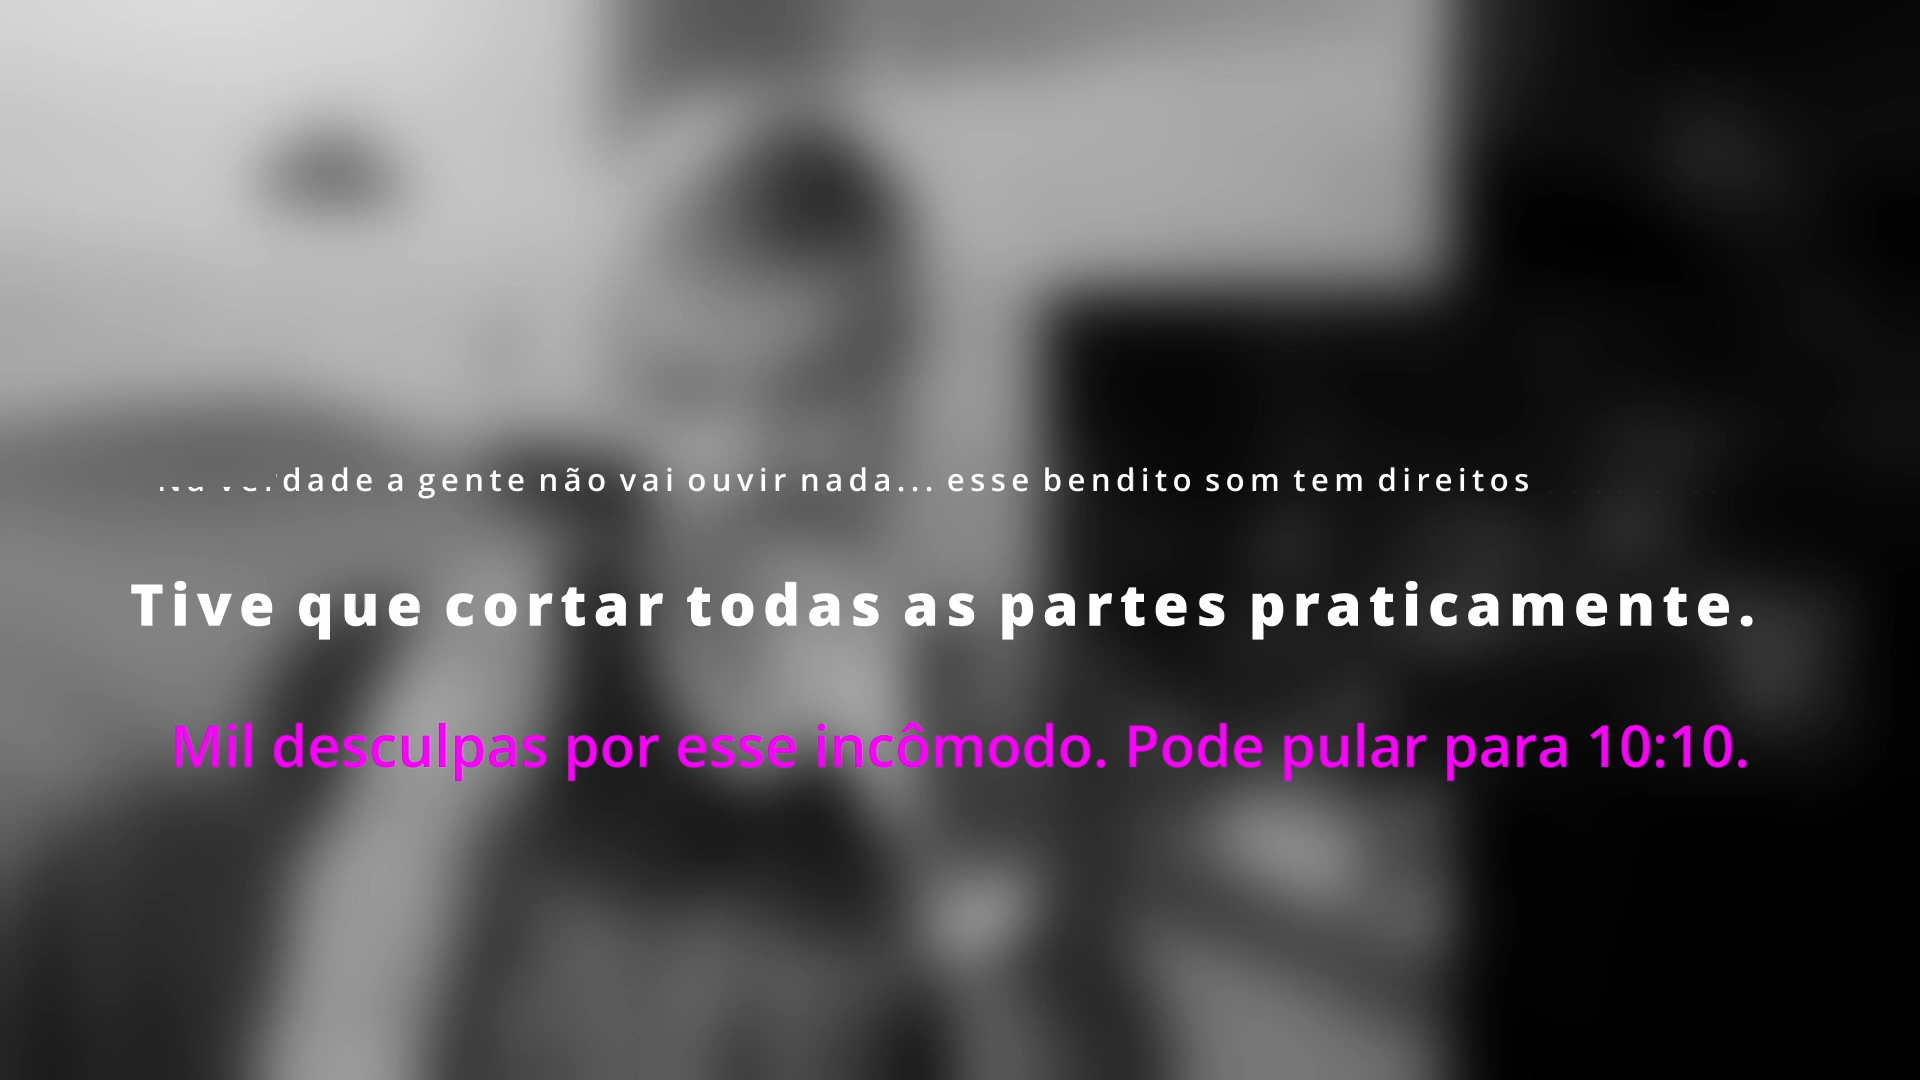 dade a gente não vai ouvir nada... esse bendito som tem direitos
Tive que cortar todas as partes praticamente.
Mil desculpas por esse incômodo. Pode pular para 10:10.